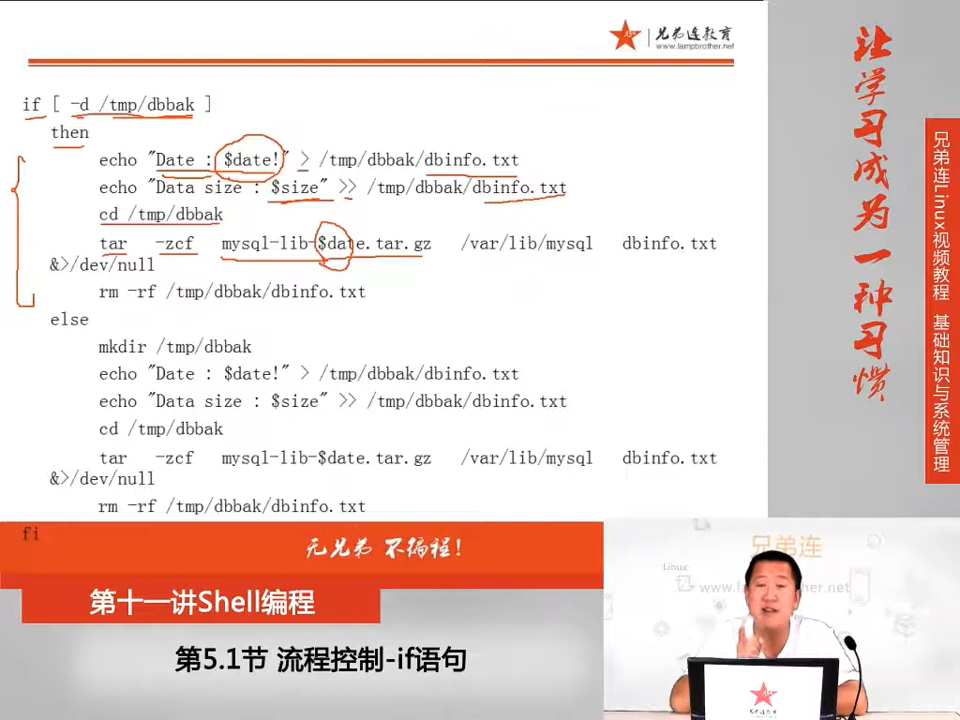 兄弟连教育
www.lampbrother.net
if [ -d /tmp/dbbak ]
then
echo "Date : $date!" > /tmp/dbbak/dbinfo.txt
echo "Data size : $size" >> /tmp/dbbak/dbinfo.txt
cd /tmp/dbbak
tar -zcf mysql-lib-$date.tar.gz /var/lib/mysql dbinfo.txt
&>/dev/null
rm -rf /tmp/dbbak/dbinfo.txt
else
mkdir /tmp/dbbak
echo "Date : $date!" > /tmp/dbbak/dbinfo.txt
echo "Data size : $size" >> /tmp/dbbak/dbinfo.txt
cd /tmp/dbbak
tar -zcf mysql-lib-$date.tar.gz /var/lib/mysql dbinfo.txt
&>/dev/null
rm -rf /tmp/dbbak/dbinfo.txt
fi
无兄弟 不编程!
第十一讲Shell编程
第5.1节 流程控制-if语句
让学习成为一种习惯
兄弟连Linux视频教程 基础知识与系统管理
兄弟连
Linux
兄弟连教育